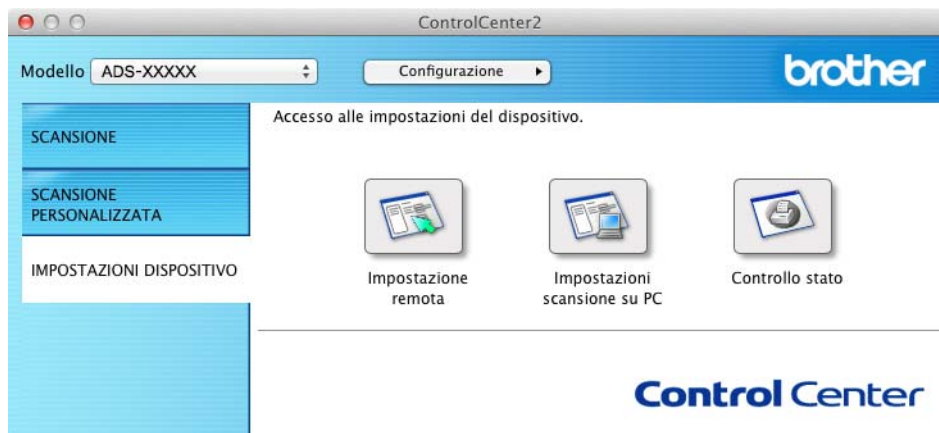 ControlCenter2
Modello ADS-XXXXX Configurazione brother
SCANSIONE
SCANSIONE
PERSONALIZZATA
IMPOSTAZIONI DISPOSITIVO
Accesso alle impostazioni del dispositivo.
Impostazione
remota
Impostazioni
scansione su PC
Controllo stato
Control Center